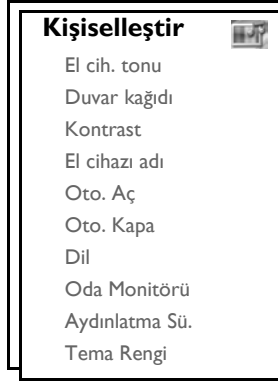 Kişiselleştir
El cih. tonu
Duvar kağıdı
Kontrast
El cihazı adı
Oto. Aç
Oto. Kapa
Dil
Oda Monitörü
Aydınlatma Sü.
Tema Rengi